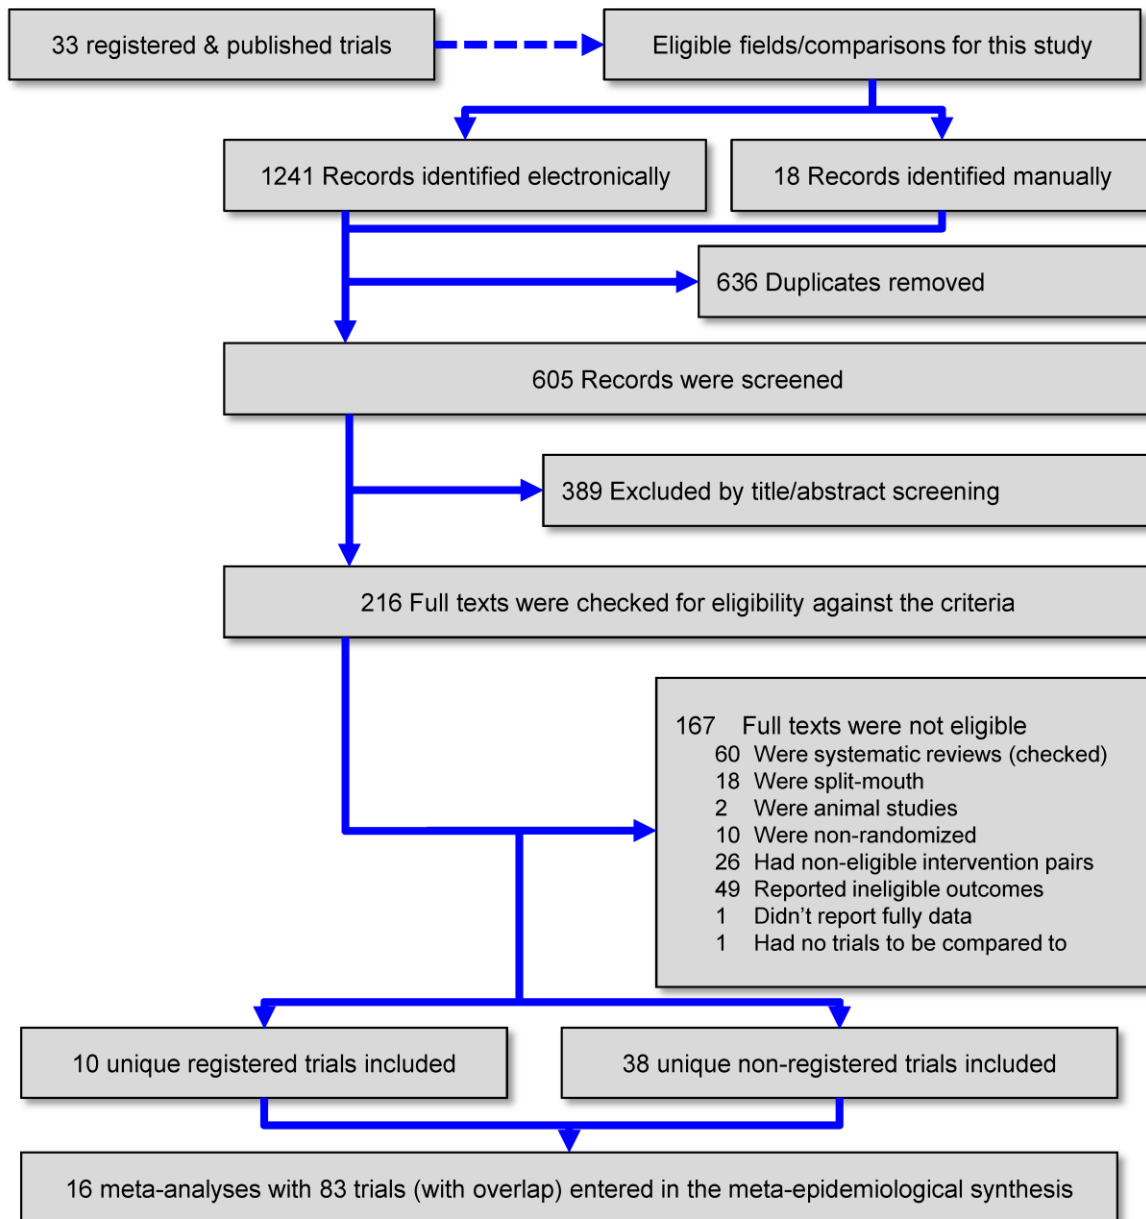 33 registered & published trials
Eligible fields/comparisons for this study
1241 Records identified electronically
18 Records identified manually
636 Duplicates removed
605 Records were screened
389 Excluded by title/abstract screening
216 Full texts were checked for eligibility against the criteria
167 Full texts were not eligible
60 Were systematic reviews (checked)
18 Were split-mouth
2 Were animal studies
10 Were non-randomized
26 Had non-eligible intervention pairs
49 Reported ineligible outcomes
1 Didn’t report fully data
1 Had no trials to be compared to
10 unique registered trials included
38 unique non-registered trials included
16 meta-analyses with 83 trials (with overlap) entered in the meta-epidemiological synthesis